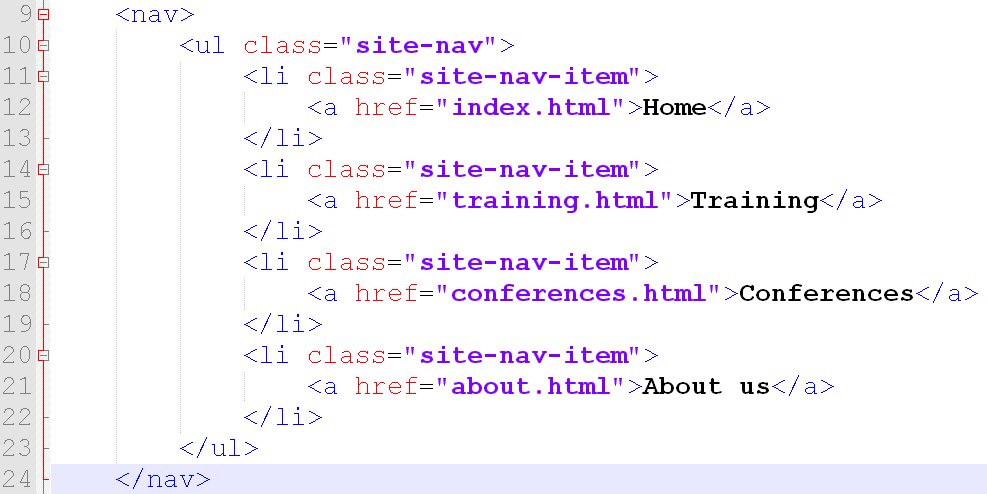 9 <nav>
10 <ul class="site-nav">
11 <li class="site-nav-item">
12 <a href="index.html">Home</a>
13 </li>
14 <li class="site-nav-item">
15 <a href="training.html">Training</a>
16 </li>
17 <li class="site-nav-item">
18 <a href="conferences.html">Conferences</a>
19 </li>
20 <li class="site-nav-item">
21 <a href="about.html">About us</a>
22 </li>
23 </ul>
24 </nav>